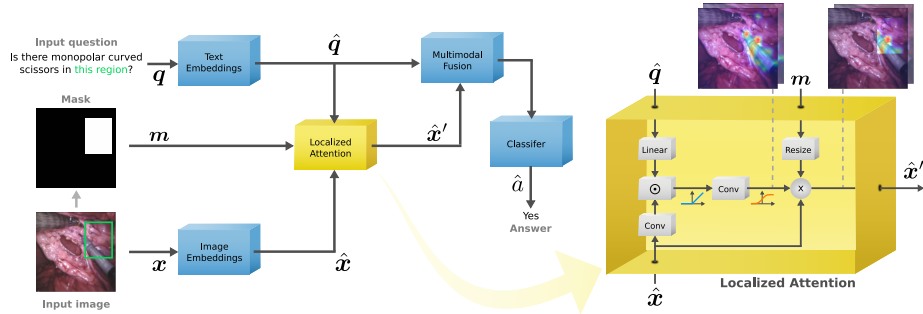 Input question
Is there monopolar curved
scissors in this region?
q
Text
Embeddings
q̂
Multimodal
Fusion
Mask
m
Localized
Attention
x̂′
Classifer
â
Yes
Answer
x
Image
Embeddings
x̂
Input image
q̂
m
Linear
Resize
⊙
Conv
x
x̂′
Conv
Localized Attention
x̂